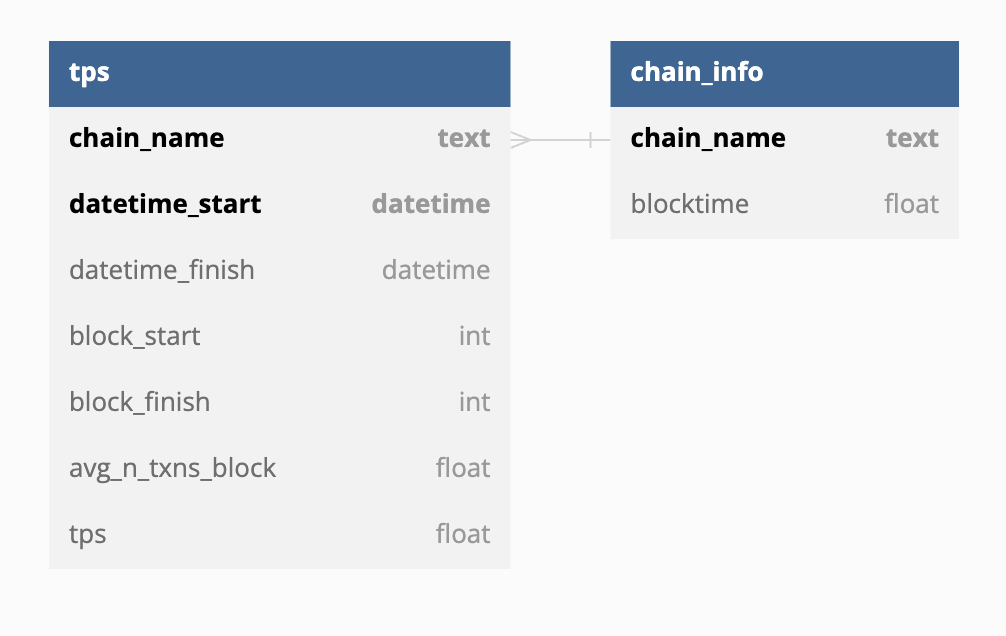 tps
chain_name text
datetime_start datetime
datetime_finish datetime
block_start int
block_finish int
avg_n_txns_block float
tps float
chain_info
chain_name text
blocktime float